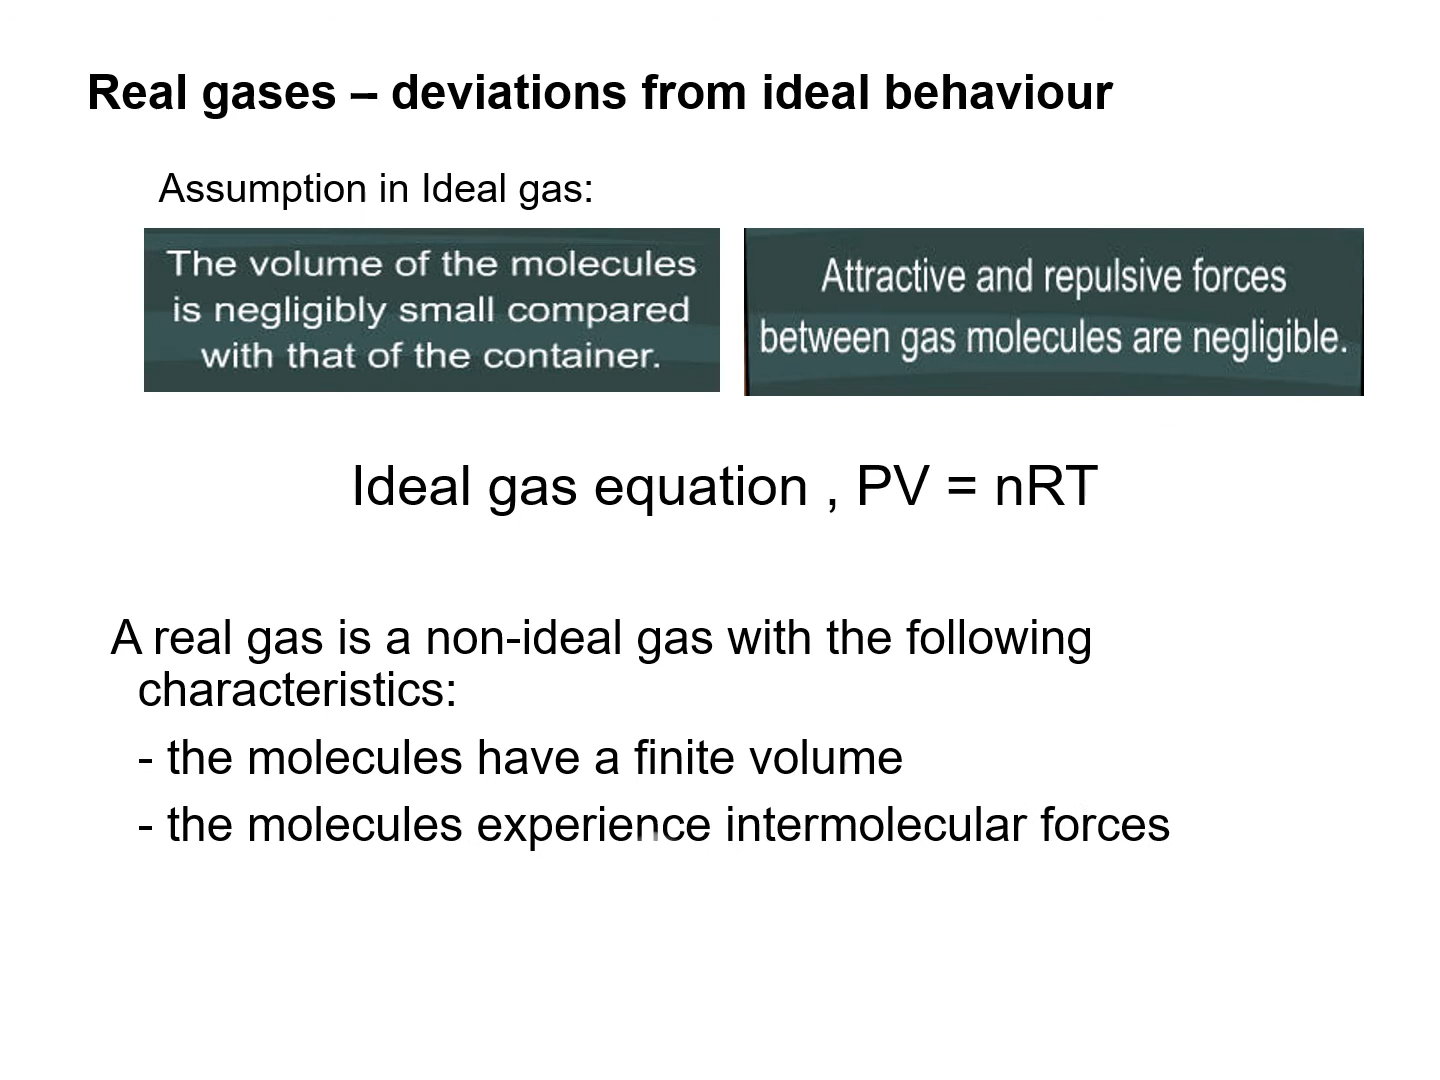 Real gases – deviations from ideal behaviour
Assumption in Ideal gas:
The volume of the molecules
is negligibly small compared
with that of the container.
Attractive and repulsive forces
between gas molecules are negligible.
Ideal gas equation , PV = nRT
A real gas is a non-ideal gas with the following
characteristics:
- the molecules have a finite volume
- the molecules experience intermolecular forces